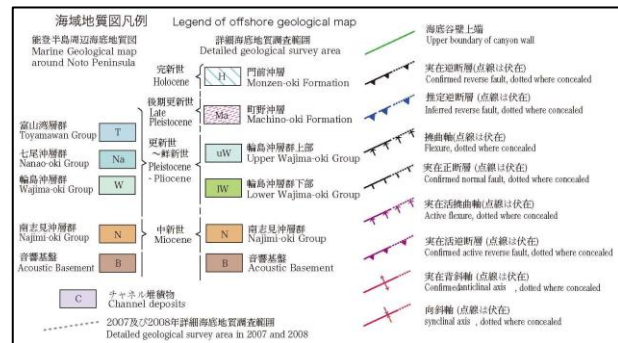 海域地質図凡例 Legend of offshore geological map
能登半島周辺海底地質図
Marine Geological map
around Noto Peninsula
詳細海底地質調査範囲
Detailed geological survey area
完新世
Holocene
H
門前沖層
Monzen-oki Formation
後期更新世
Late
Pleistocene
Ma
町野沖層
Machino-oki Formation
富山湾層群
Toyamawan Group
T
七尾沖層群
Nanao-oki Group
Na
輪島沖層群
Wajima-oki Group
W
更新世
~鮮新世
Pleistocene
- Pliocene
uW
輪島沖層群上部
Upper Wajima-oki Group
lW
輪島沖層群下部
Lower Wajima-oki Group
南志見沖層群
Najimi-oki Group
N
中新世
Miocene
N
南志見沖層群
Najimi-oki Group
音響基盤
Acoustic Basement
B
B
音響基盤
Acoustic Basement
C
チャネル堆積物
Channel deposits
2007及び2008年詳細海底地質調査範囲
Detailed geological survey area in 2007 and 2008
海底谷壁上端
Upper boundary of canyon wall
実在逆断層 (点線は伏在)
Confirmed reverse fault, dotted where concealed
推定逆断層 (点線は伏在)
Inferred reverse fault, dotted where concealed
撓曲軸(点線は伏在)
Flexure, dotted where concealed
実在正断層 (点線は伏在)
Confirmed normal fault, dotted where concealed
実在活撓曲軸 (点線は伏在)
Active flexure, dotted where concealed
実在活逆断層 (点線は伏在)
Confirmed active reverse fault, dotted where concealed
実在背斜軸 (点線は伏在)
Confirmedanticlinal axis , dotted where concealed
向斜軸 (点線は伏在)
synclinal axis , dotted where concealed